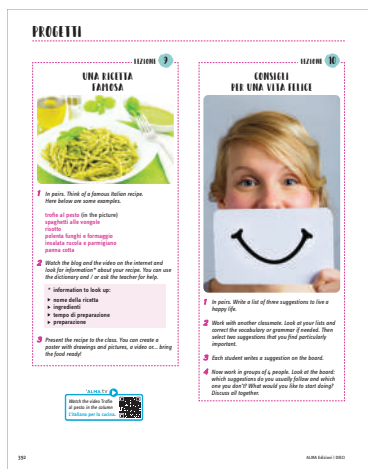 PROGETTI
LEZIONE 9
UNA RICETTA
FAMOSA
1 In pairs. Think of a famous Italian recipe.
Here below are some examples.
trofie al pesto (in the picture)
spaghetti alle vongole
risotto
polenta funghi e formaggio
insalata rucola e parmigiano
panna cotta
2 Watch the blog and the video on the internet and
look for information* about your recipe. You can use
the dictionary and / or ask the teacher for help.
* information to look up:
▶ nome della ricetta
▶ ingredienti
▶ tempo di preparazione
▶ preparazione
3 Present the recipe to the class. You can create a
poster with drawings and pictures, a video or... bring
the food ready!
ALMA.tv
Watch the video Trofie
al pesto in the column
L'italiano per la cucina.
LEZIONE 10
CONSIGLI
PER UNA VITA FELICE
1 In pairs. Write a list of three suggestions to live a
happy life.
2 Work with another classmate. Look at your lists and
correct the vocabulary or grammar if needed. Then
select two suggestions that you find particularly
important.
3 Each student writes a suggestion on the board.
4 Now work in groups of 4 people. Look at the board:
which suggestions do you usually follow and which
one you don't? What would you like to start doing?
Discuss all together.
392
ALMA Edizioni | DIECI